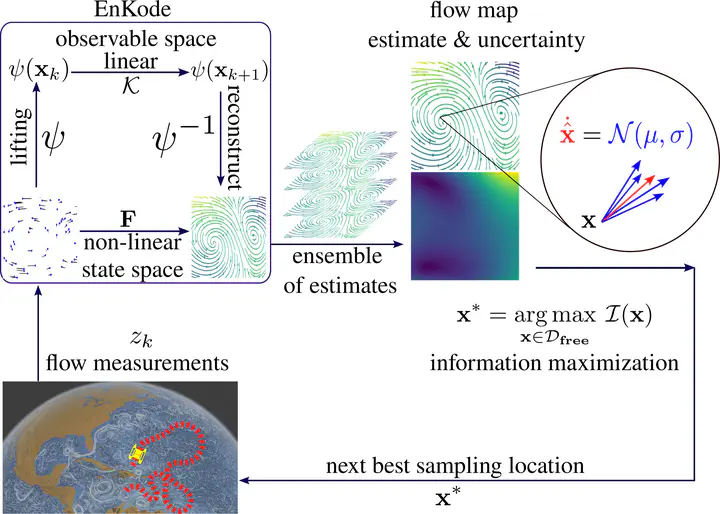 EnKode
observable space
ψ(x_k)
linear
𝒦
ψ(x_{k+1})
lifting
ψ
ψ^{-1}
reconstruct
F
non-linear
state space
flow map
estimate & uncertainty
ensemble
of estimates
ẋ̂ = 𝒩(μ, σ)
x
x* = arg max ℐ(x)
x∈𝒟_free
information maximization
z_k
flow measurements
next best sampling location
x*